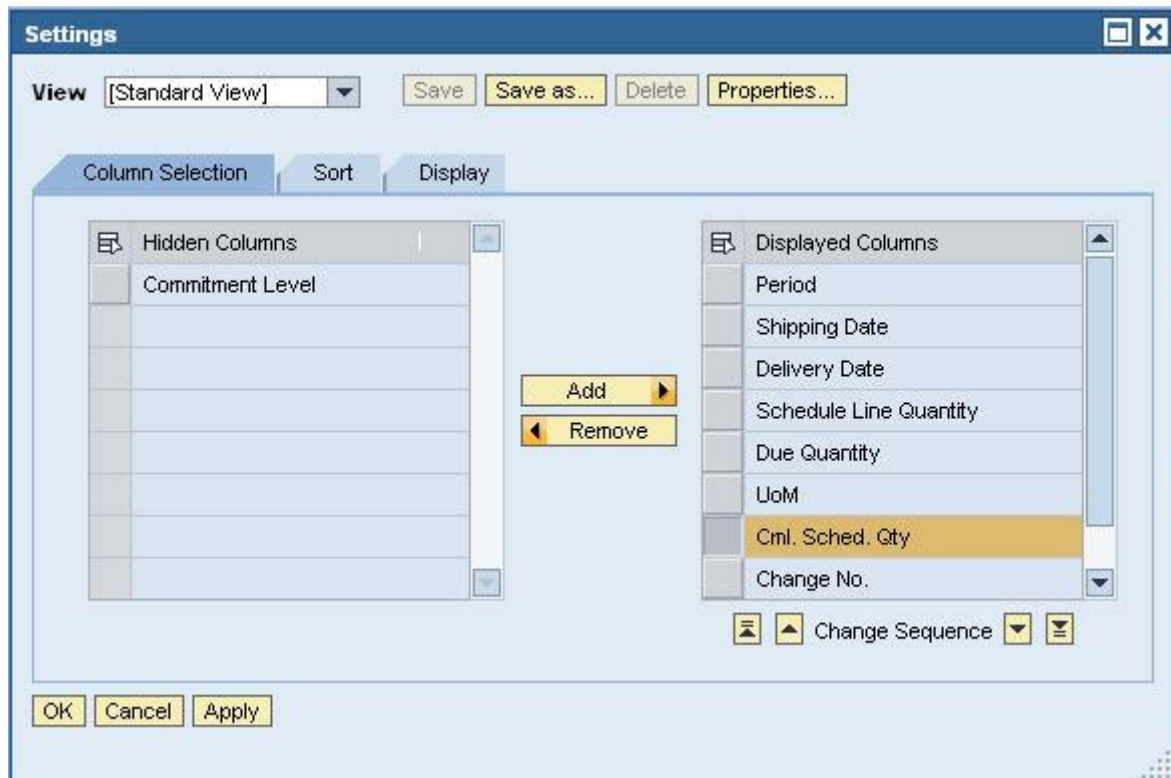 Settings
View [Standard View] Save Save as... Delete Properties...
Column Selection Sort Display
Hidden Columns
Commitment Level
Add
Remove
Displayed Columns
Period
Shipping Date
Delivery Date
Schedule Line Quantity
Due Quantity
UoM
Cml. Sched. Qty
Change No.
Change Sequence
OK Cancel Apply